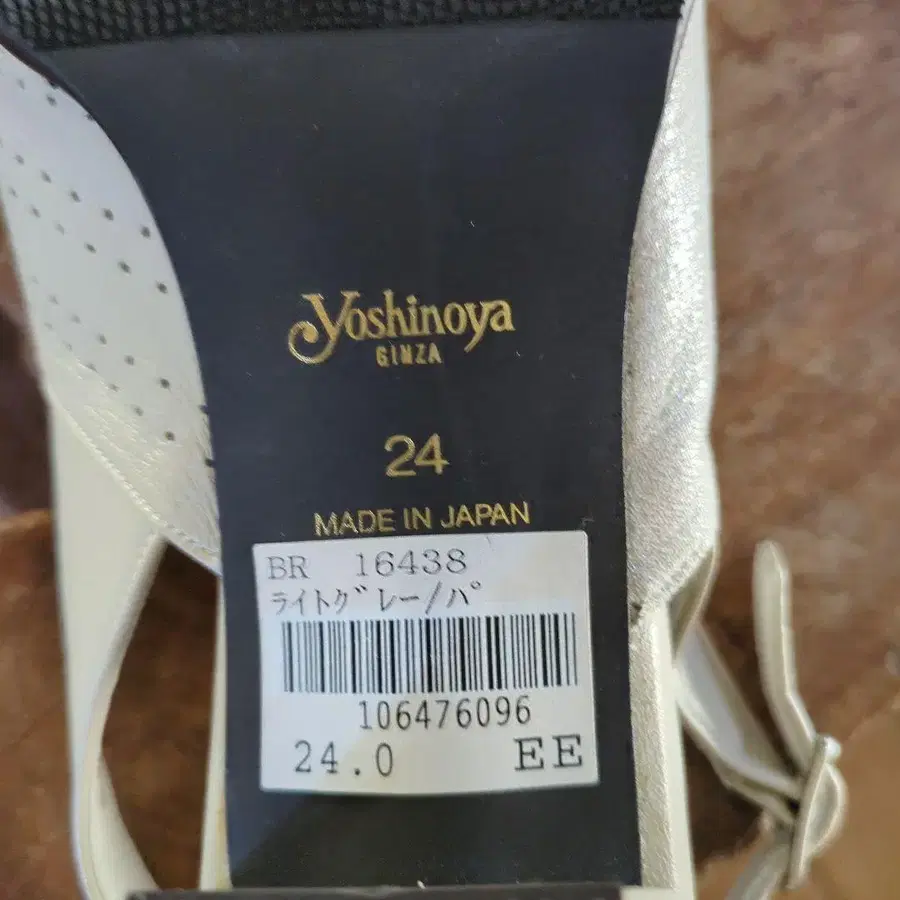 Yoshinoya
GINZA
24
MADE IN JAPAN
BR 16438
ﾗｲﾄｸﾞﾚｰ/ﾊﾟ
106476096
24.0 EE